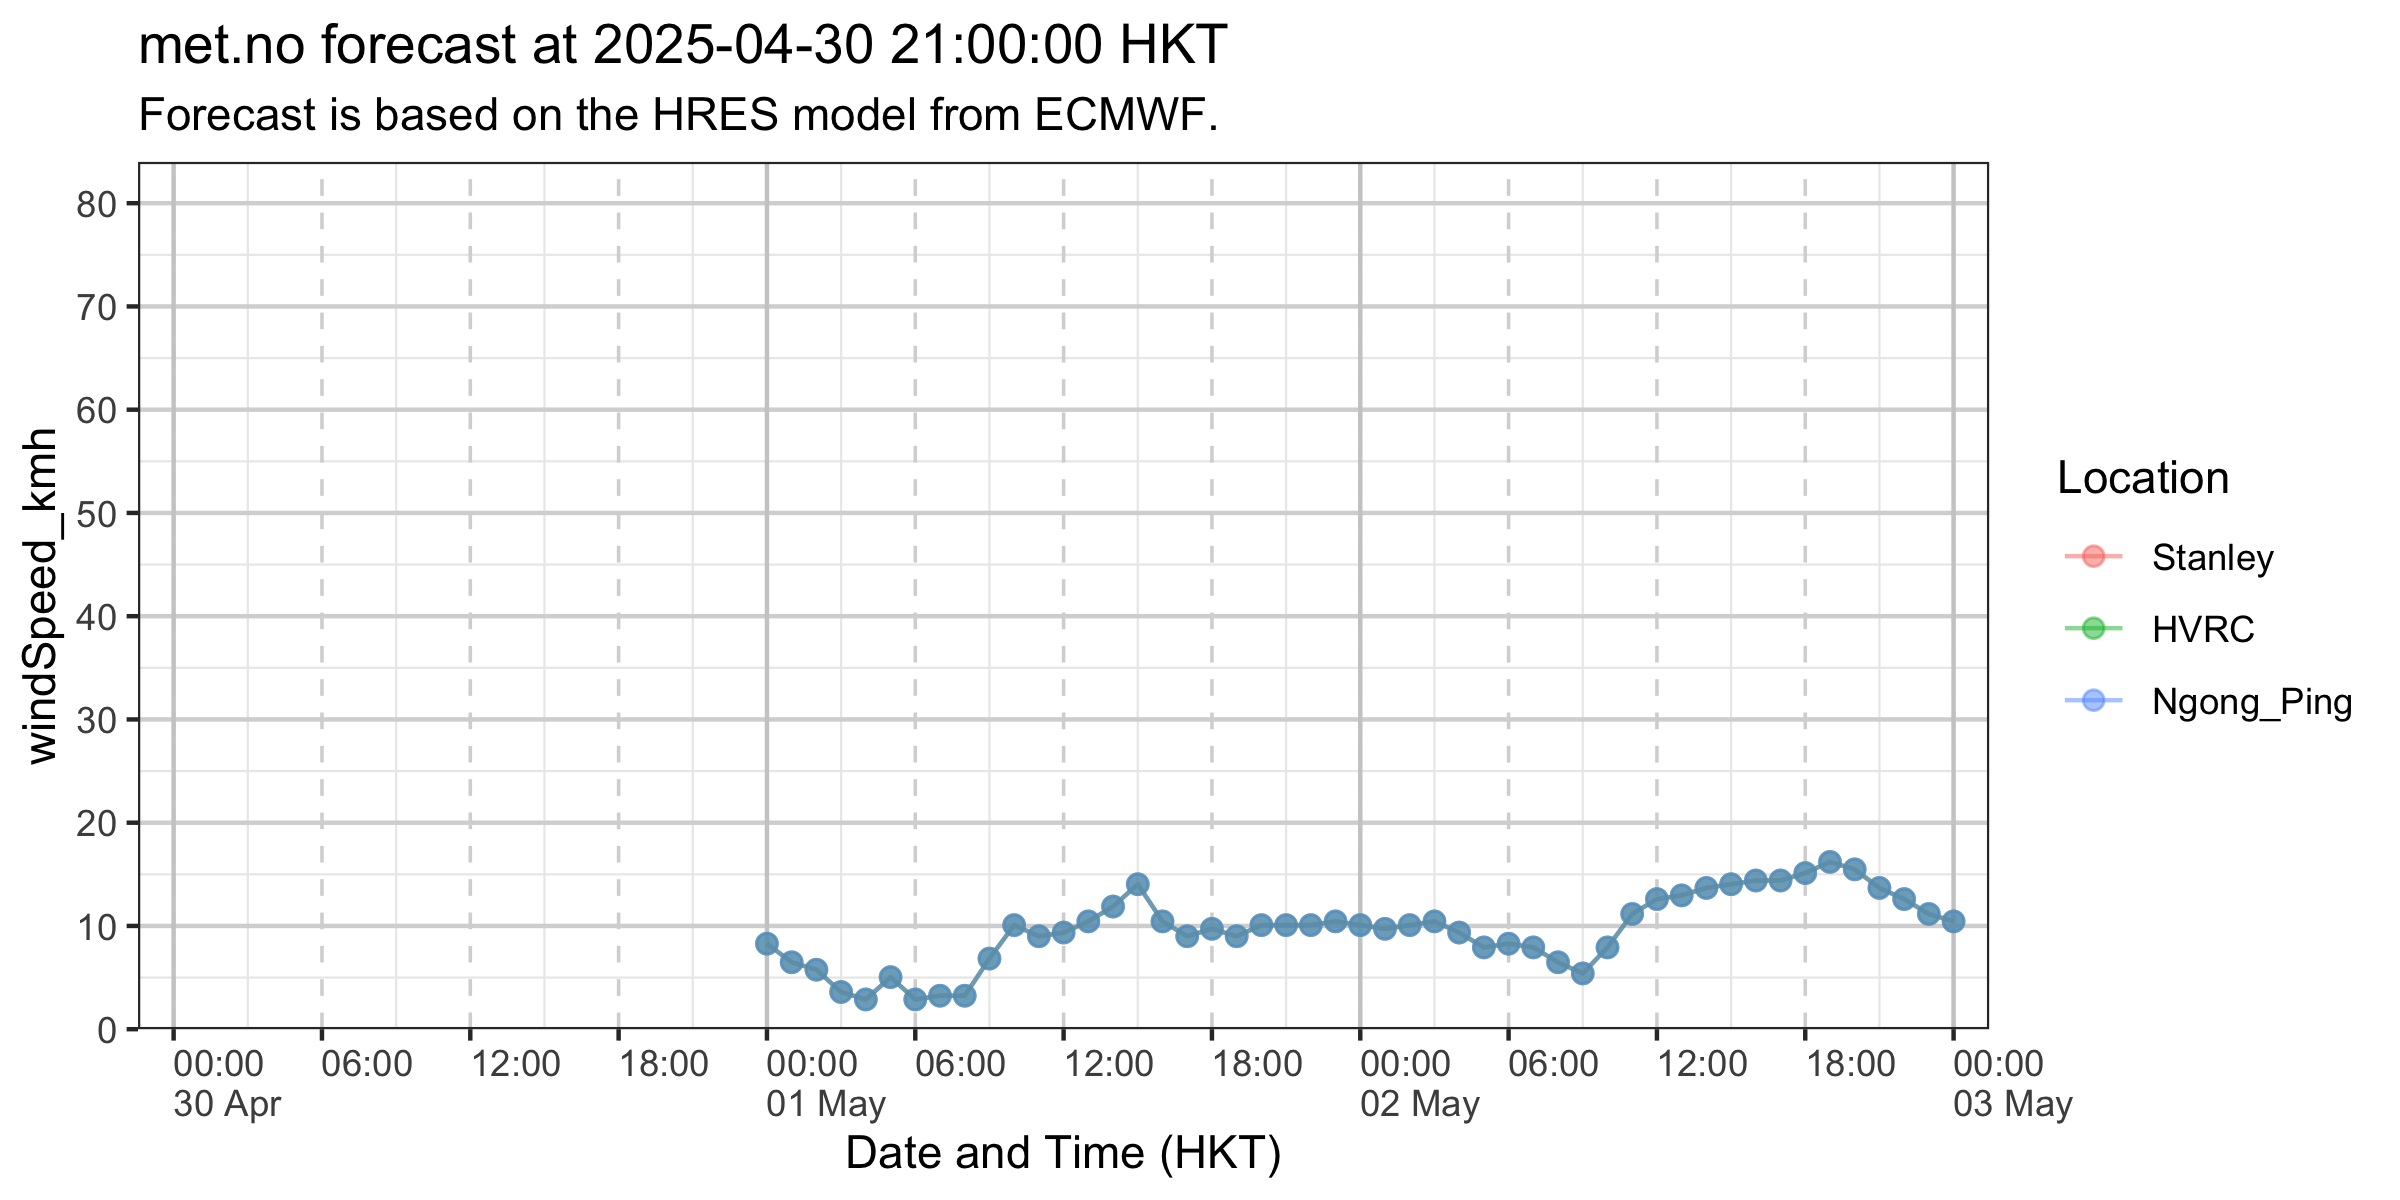 met.no forecast at 2025-04-30 21:00:00 HKT
Forecast is based on the HRES model from ECMWF.
windSpeed_kmh
80
70
60
50
40
30
20
10
0
00:00 06:00 12:00 18:00 00:00 06:00 12:00 18:00 00:00 06:00 12:00 18:00 00:00
30 Apr 01 May 02 May 03 May
Date and Time (HKT)
Location
Stanley
HVRC
Ngong_Ping